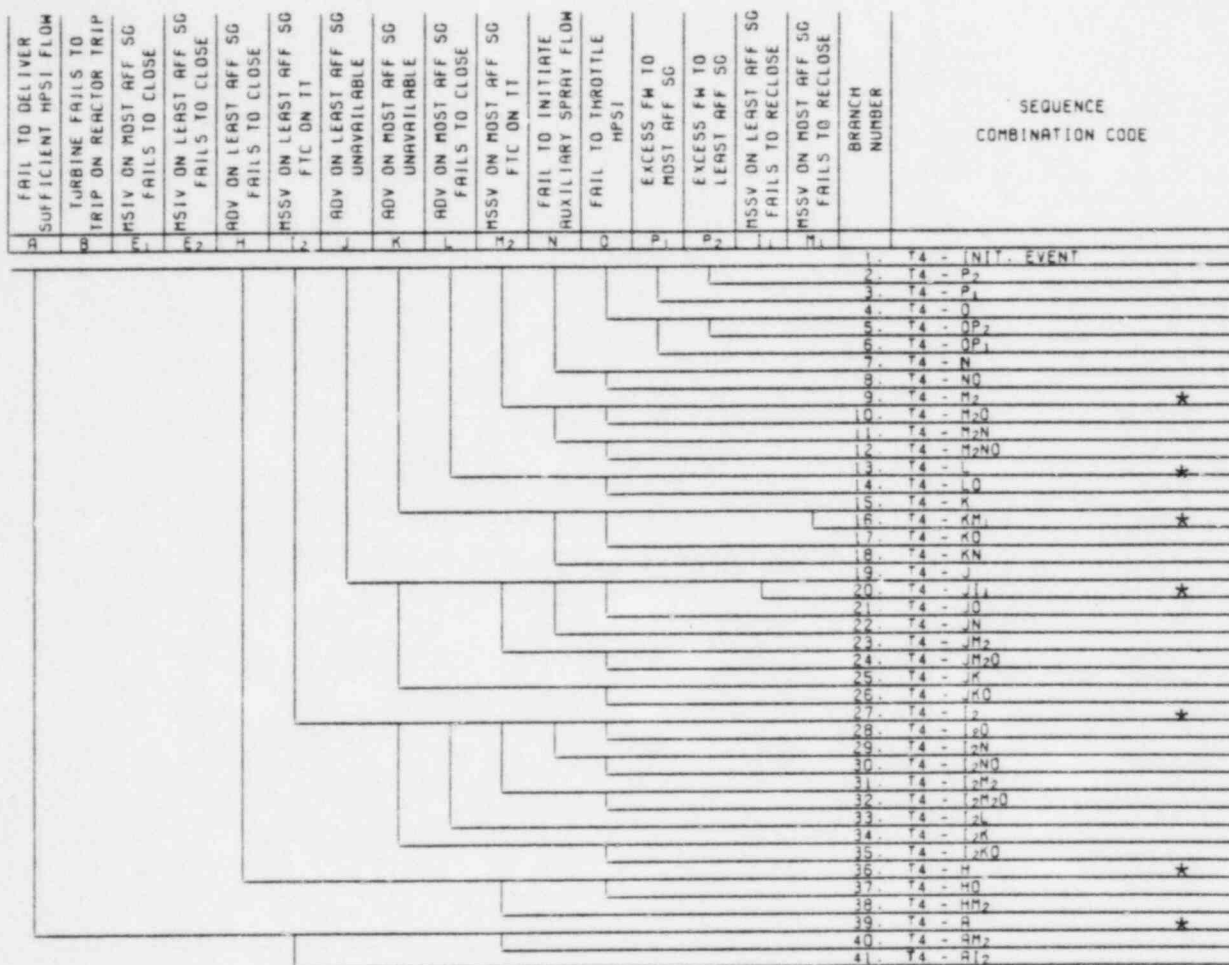 FAIL TO DELIVER
SUFFICIENT HPSI FLOW
TURBINE FAILS TO
TRIP ON REACTOR TRIP
MSIV ON MOST AFF SG
FAILS TO CLOSE
MSIV ON LEAST AFF SG
FAILS TO CLOSE
ADV ON LEAST AFF SG
FAILS TO CLOSE
MSSV ON LEAST AFF SG
FTC ON TT
ADV ON LEAST AFF SG
UNAVAILABLE
ADV ON MOST AFF SG
UNAVAILABLE
ADV ON MOST AFF SG
FAILS TO CLOSE
MSSV ON MOST AFF SG
FTC ON TT
FAIL TO INITIATE
AUXILIARY SPRAY FLOW
FAIL TO THROTTLE
HPSI
EXCESS FW TO
MOST AFF SG
EXCESS FW TO
LEAST AFF SG
MSSV ON LEAST AFF SG
FAILS TO RECLOSE
MSSV ON MOST AFF SG
FAILS TO RECLOSE
BRANCH
NUMBER
SEQUENCE
COMBINATION CODE
A B E₁ E₂ H I₂ J K L M₂ N O P₁ P₂ I₁ M₁
1. T4 - INIT. EVENT
2. T4 - P₂
3. T4 - P₁
4. T4 - O
5. T4 - OP₂
6. T4 - OP₁
7. T4 - N
8. T4 - NO
9. T4 - M₂ *
10. T4 - M₂O
11. T4 - M₂N
12. T4 - M₂NO
13. T4 - L *
14. T4 - LO
15. T4 - K
16. T4 - KM₁ *
17. T4 - KO
18. T4 - KN
19. T4 - J
20. T4 - JI₁ *
21. T4 - JO
22. T4 - JN
23. T4 - JM₂
24. T4 - JM₂O
25. T4 - JK
26. T4 - JKO
27. T4 - I₂ *
28. T4 - I₂O
29. T4 - I₂N
30. T4 - I₂NO
31. T4 - I₂M₂
32. T4 - I₂M₂O
33. T4 - I₂L
34. T4 - I₂K
35. T4 - I₂KO
36. T4 - H *
37. T4 - HO
38. T4 - HM₂
39. T4 - A *
40. T4 - AM₂
41. T4 - AI₂